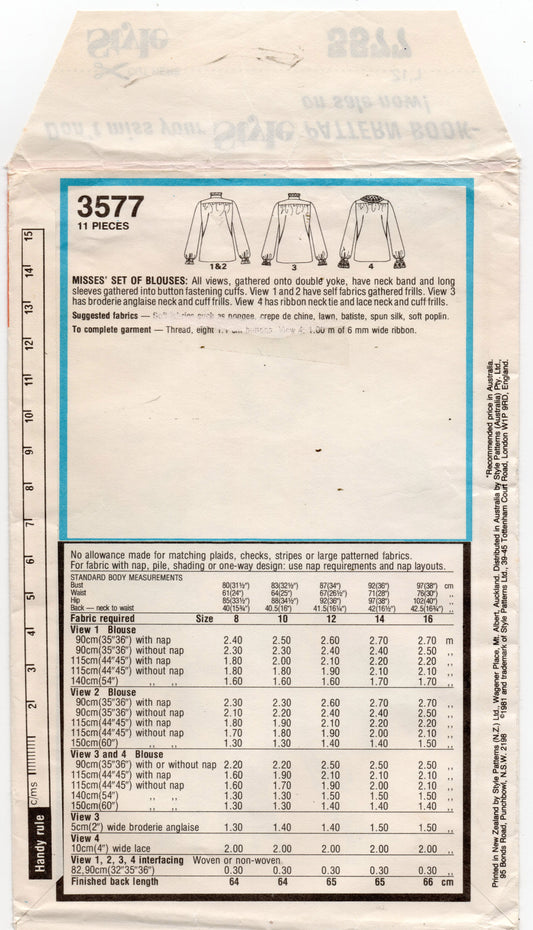 Don't miss your Style PATTERN BOOK-
on sale now!
Style
3577
3577
11 PIECES
1&2
3
4
MISSES' SET OF BLOUSES: All views, gathered onto double yoke, have neck band and long
sleeves gathered into button fastening cuffs. View 1 and 2 have self fabrics gathered frills. View 3
has broderie anglaise neck and cuff frills. View 4 has ribbon neck tie and lace neck and cuff frills.
Suggested fabrics — Soft fabrics such as pongee, crepe de chine, lawn, batiste, spun silk, soft poplin.
To complete garment — Thread, eight buttons. View 4: 1.00 m of 6 mm wide ribbon.
No allowance made for matching plaids, checks, stripes or large patterned fabrics.
For fabric with nap, pile, shading or one-way design: use nap requirements and nap layouts.
STANDARD BODY MEASUREMENTS
Bust 80(31½") 83(32½") 87(34") 92(36") 97(38") cm
Waist 61(24") 64(25") 67(26½") 71(28") 76(30") ,,
Hip 85(33½") 88(34½") 92(36") 97(38") 102(40") ,,
Back — neck to waist 40(15¾") 40.5(16") 41.5(16¼") 42(16½") 42.5(16¾") ,,
Fabric required Size 8 10 12 14 16
View 1 Blouse
90cm(35"36") with nap 2.40 2.50 2.60 2.70 2.70 m
90cm(35"36") without nap 2.30 2.30 2.40 2.40 2.50 ,,
115cm(44"45") with nap 1.80 2.00 2.10 2.20 2.20 ,,
115cm(44"45") without nap 1.80 1.80 1.90 2.10 2.10 ,,
140cm(54") ,, ,, 1.60 1.60 1.60 1.70 1.70 ,,
View 2 Blouse
90cm(35"36") with nap 2.30 2.30 2.60 2.70 2.70 ,,
90cm(35"36") without nap 2.10 2.20 2.40 2.40 2.50 ,,
115cm(44"45") with nap 1.80 1.90 2.10 2.20 2.20 ,,
115cm(44"45") without nap 1.70 1.80 1.90 2.00 2.10 ,,
150cm(60") ,, ,, 1.30 1.30 1.40 1.40 1.50 ,,
View 3 and 4 Blouse
90cm(35"36") with or without nap 2.20 2.20 2.50 2.50 2.50 ,,
115cm(44"45") with nap 1.60 1.90 2.10 2.10 2.10 ,,
115cm(44"45") without nap 1.60 1.70 1.90 2.00 2.10 ,,
140cm(54") ,, ,, 1.30 1.30 1.50 1.50 1.50 ,,
150cm(60") ,, ,, 1.30 1.30 1.40 1.40 1.40 ,,
View 3
5cm(2") wide broderie anglaise 1.30 1.40 1.40 1.50 1.50 ,,
View 4
10cm(4") wide lace 2.00 2.00 2.00 2.00 2.00 ,,
View 1, 2, 3, 4 interfacing Woven or non-woven
82,90cm(32"35"36") 0.30 0.30 0.30 0.30 0.30 ,,
Finished back length 64 64 65 65 66 cm
Handy rule
c/ms 1 2 3 4 5 6 7 8 9 10 11 12 13 14 15
*Recommended price in Australia.
Printed in New Zealand by Style Patterns (N.Z.) Ltd., Wagener Place, Mt. Albert, Auckland. Distributed in Australia by Style Patterns (Australia) Pty. Ltd.,
95 Bonds Road, Punchbowl, N.S.W. 2196 ©1981 and trademark of Style Patterns Ltd., 39-45 Tottenham Court Road, London W1P 9RD, England.